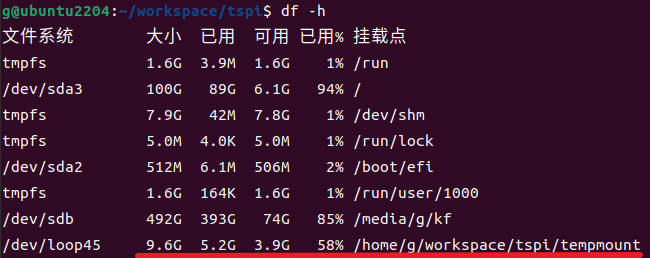 g@ubuntu2204:~/workspace/tspi$ df -h
文件系统 大小 已用 可用 已用% 挂载点
tmpfs 1.6G 3.9M 1.6G 1% /run
/dev/sda3 100G 89G 6.1G 94% /
tmpfs 7.9G 42M 7.8G 1% /dev/shm
tmpfs 5.0M 4.0K 5.0M 1% /run/lock
/dev/sda2 512M 6.1M 506M 2% /boot/efi
tmpfs 1.6G 164K 1.6G 1% /run/user/1000
/dev/sdb 492G 393G 74G 85% /media/g/kf
/dev/loop45 9.6G 5.2G 3.9G 58% /home/g/workspace/tspi/tempmount